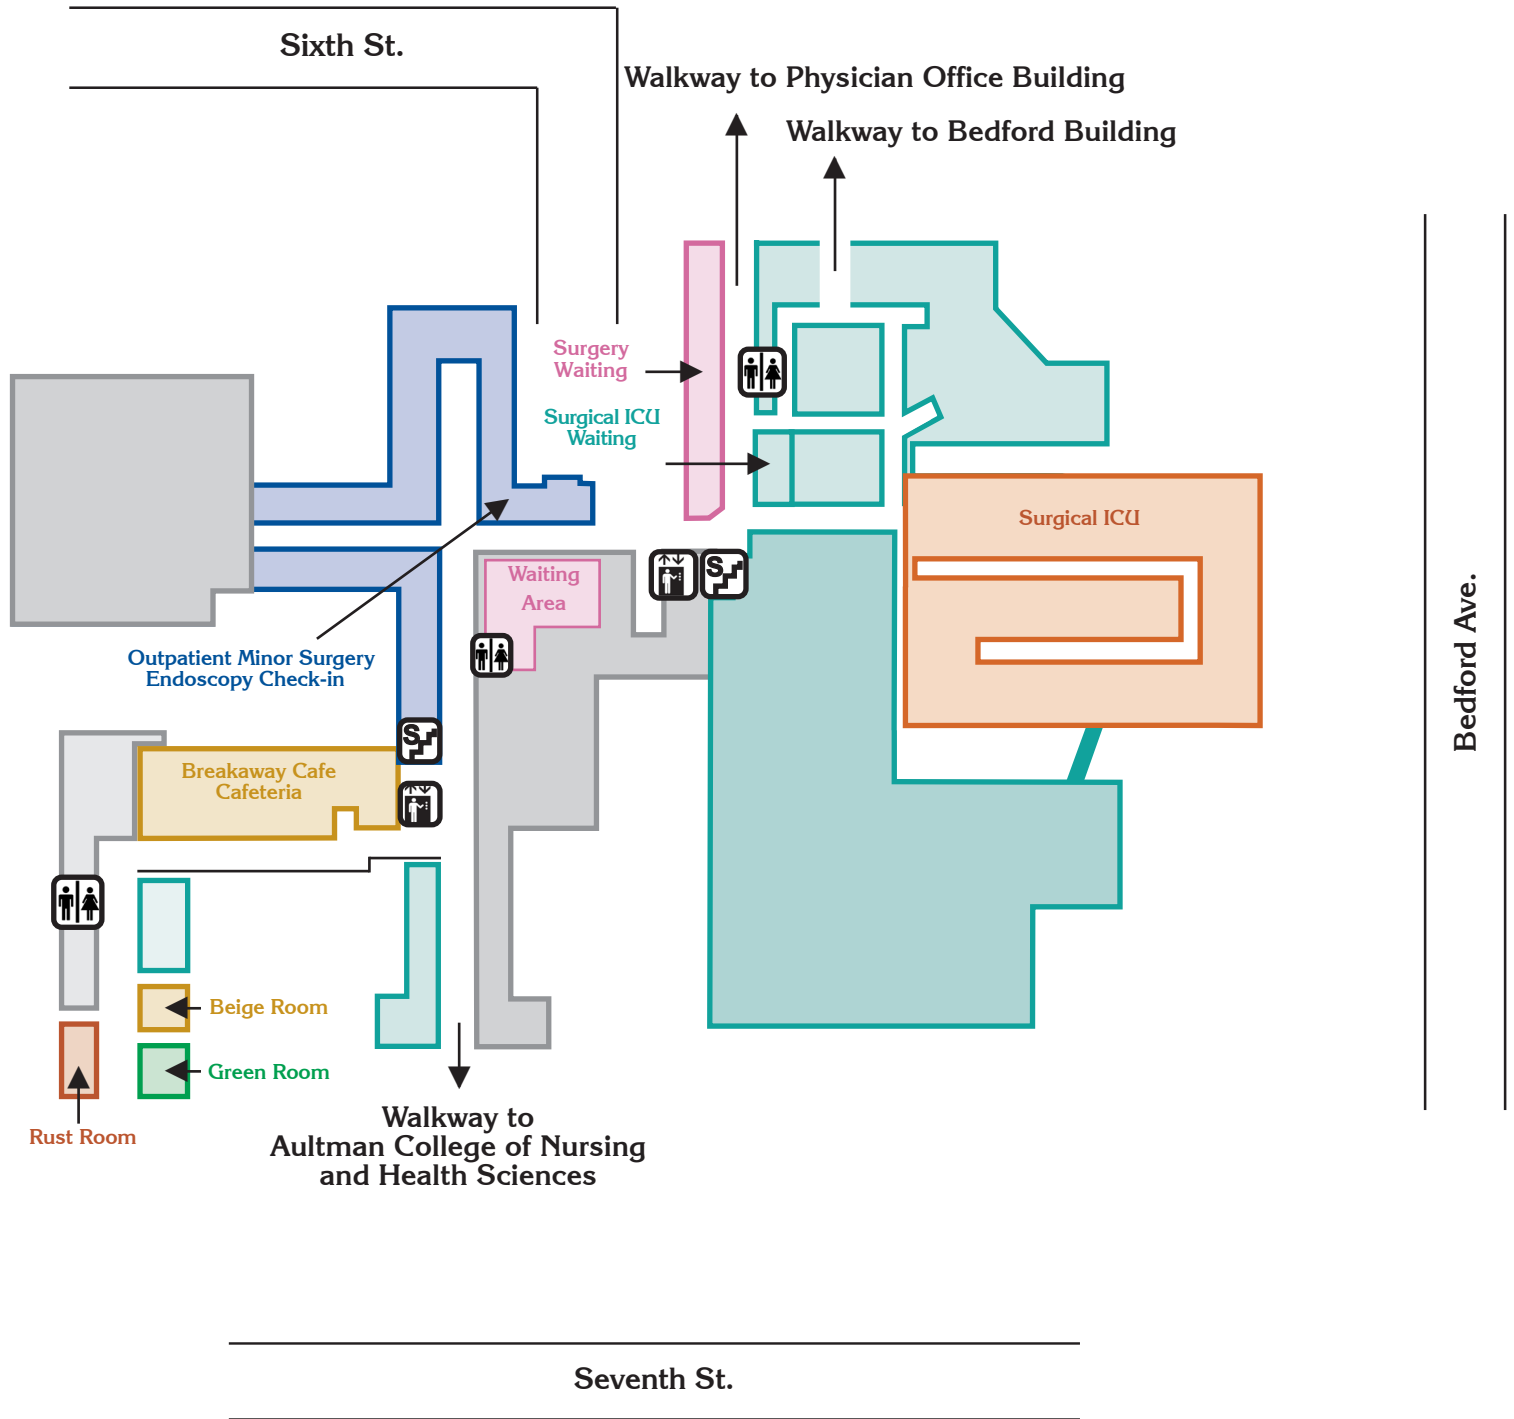 Sixth St.
Walkway to Physician Office Building
Walkway to Bedford Building
Surgery
Waiting
Surgical ICU
Waiting
Surgical ICU
Waiting
Area
S
S
Outpatient Minor Surgery
Endoscopy Check-in
Bedford Ave.
Breakaway Cafe
Cafeteria
Beige Room
Green Room
Rust Room
Walkway to
Aultman College of Nursing
and Health Sciences
Seventh St.